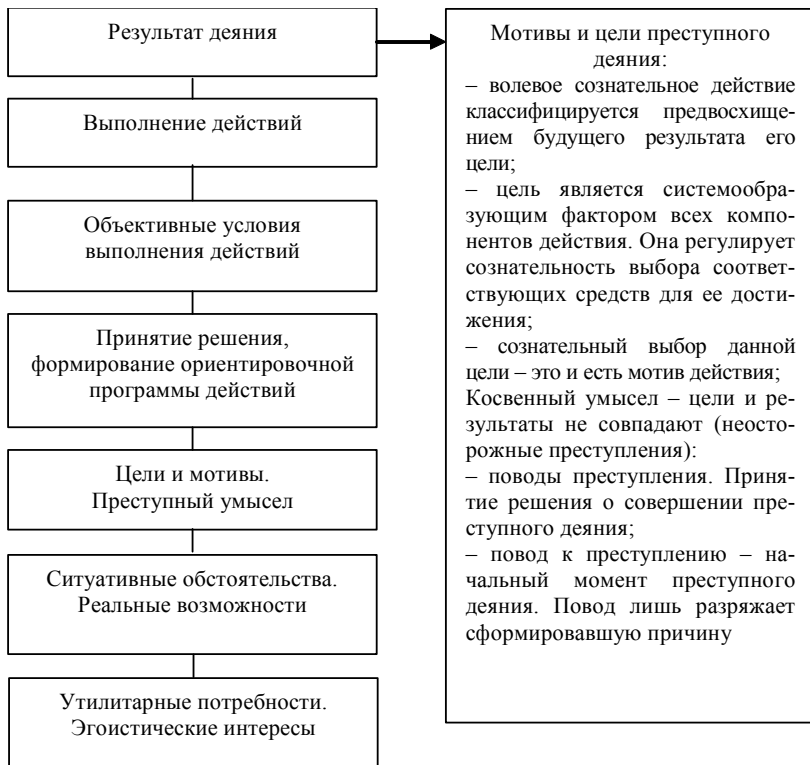 Результат деяния
Выполнение действий
Объективные условия
выполнения действий
Принятие решения,
формирование ориентировочной
программы действий
Цели и мотивы.
Преступный умысел
Ситуативные обстоятельства.
Реальные возможности
Утилитарные потребности.
Эгоистические интересы
Мотивы и цели преступного
деяния:
– волевое сознательное действие
классифицируется предвосхище-
нием будущего результата его
цели;
– цель является системообра-
зующим фактором всех компо-
нентов действия. Она регулирует
сознательность выбора соответ-
ствующих средств для ее дости-
жения;
– сознательный выбор данной
цели – это и есть мотив действия;
Косвенный умысел – цели и ре-
зультаты не совпадают (неосто-
рожные преступления):
– поводы преступления. Приня-
тие решения о совершении пре-
ступного деяния;
– повод к преступлению – на-
чальный момент преступного
деяния. Повод лишь разряжает
сформировавшую причину